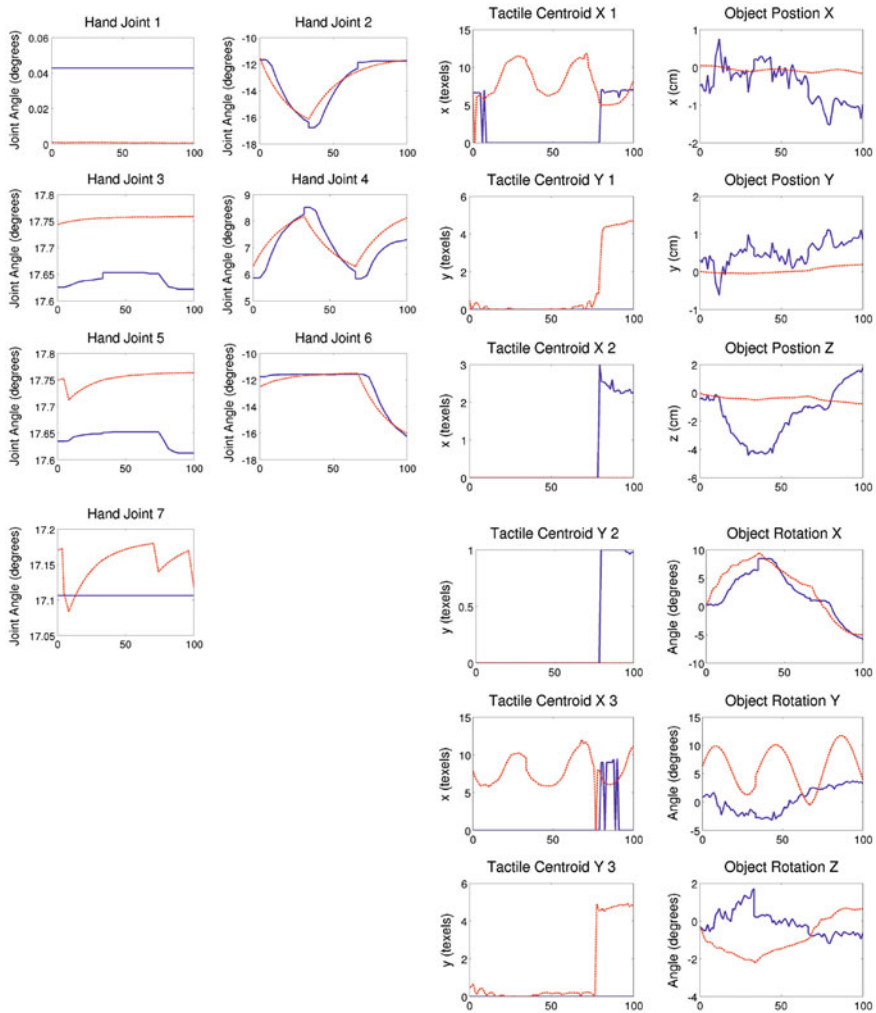 Hand Joint 1
Joint Angle (degrees)
0.06
0.04
0.02
0
0 50 100
Hand Joint 2
Joint Angle (degrees)
-10
-12
-14
-16
-18
0 50 100
Hand Joint 3
Joint Angle (degrees)
17.8
17.75
17.7
17.65
17.6
0 50 100
Hand Joint 4
Joint Angle (degrees)
9
8
7
6
5
0 50 100
Hand Joint 5
Joint Angle (degrees)
17.8
17.75
17.7
17.65
17.6
0 50 100
Hand Joint 6
Joint Angle (degrees)
-10
-12
-14
-16
-18
0 50 100
Hand Joint 7
Joint Angle (degrees)
17.2
17.15
17.1
17.05
0 50 100
Tactile Centroid X 1
x (texels)
15
10
5
0
0 50 100
Object Postion X
x (cm)
1
0
-1
-2
0 50 100
Tactile Centroid Y 1
y (texels)
6
4
2
0
0 50 100
Object Postion Y
y (cm)
2
1
0
-1
0 50 100
Tactile Centroid X 2
x (texels)
3
2
1
0
0 50 100
Object Postion Z
z (cm)
2
0
-2
-4
-6
0 50 100
Tactile Centroid Y 2
y (texels)
1
0.5
0
0 50 100
Object Rotation X
Angle (degrees)
10
5
0
-5
-10
0 50 100
Tactile Centroid X 3
x (texels)
15
10
5
0
0 50 100
Object Rotation Y
Angle (degrees)
15
10
5
0
-5
0 50 100
Tactile Centroid Y 3
y (texels)
6
4
2
0
0 50 100
Object Rotation Z
Angle (degrees)
2
0
-2
-4
0 50 100